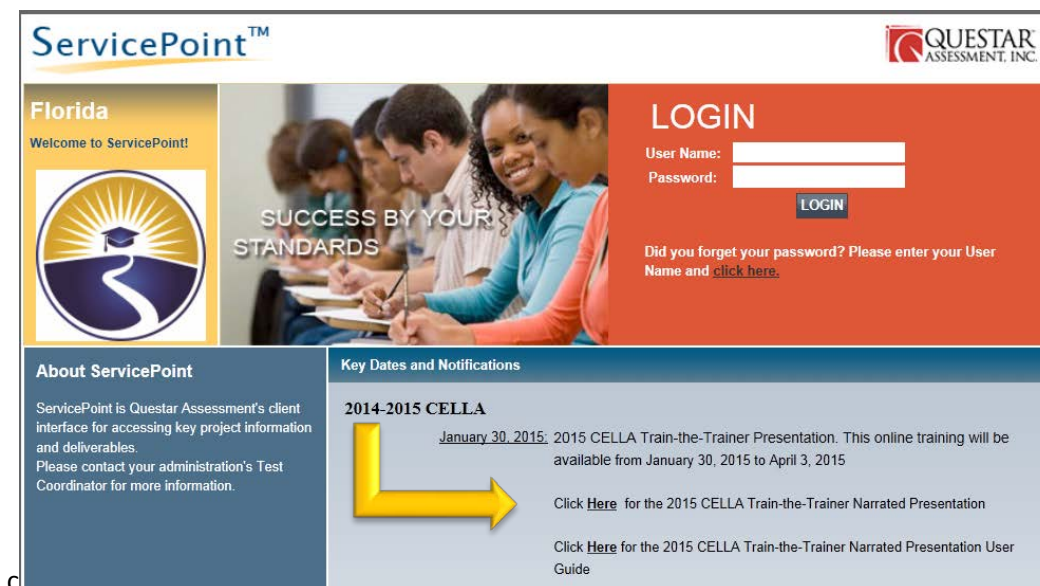 ServicePoint™
QUESTAR
ASSESSMENT, INC.
Florida
Welcome to ServicePoint!
SUCCESS BY YOUR
STANDARDS
LOGIN
User Name:
Password:
LOGIN
Did you forget your password? Please enter your User
Name and click here.
About ServicePoint
ServicePoint is Questar Assessment's client
interface for accessing key project information
and deliverables.
Please contact your administration's Test
Coordinator for more information.
Key Dates and Notifications
2014-2015 CELLA
January 30, 2015: 2015 CELLA Train-the-Trainer Presentation. This online training will be
available from January 30, 2015 to April 3, 2015
Click Here for the 2015 CELLA Train-the-Trainer Narrated Presentation
Click Here for the 2015 CELLA Train-the-Trainer Narrated Presentation User
Guide
c